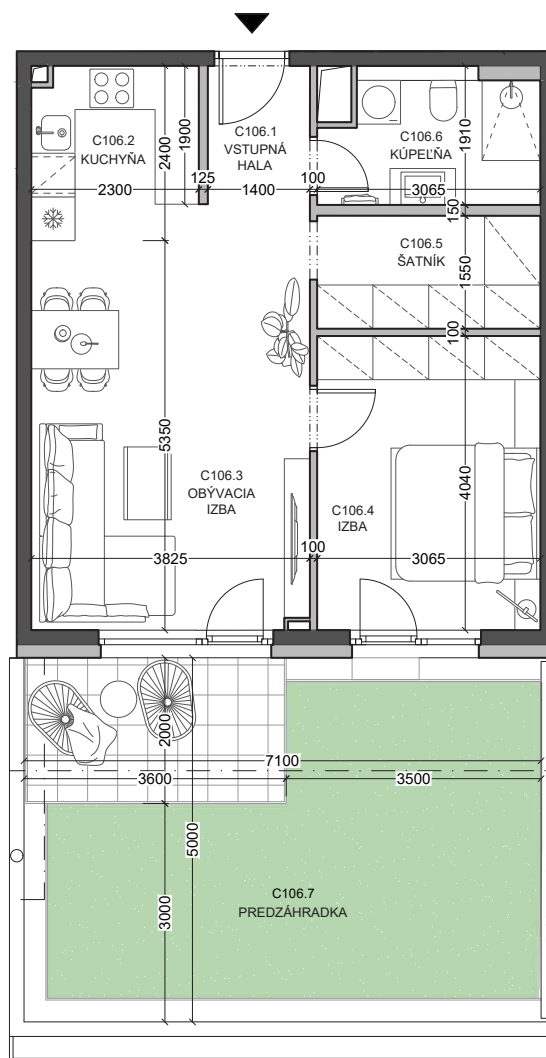 C106.1
VSTUPNÁ
HALA
C106.2
KUCHYŇA
C106.6
KÚPEĽŇA
2400
1900
1910
2300
125
1400
100
3065
150
C106.5
ŠATNÍK
1550
100
5350
C106.3
OBÝVACIA
IZBA
C106.4
IZBA
4040
3825
100
3065
2000
7100
3600
3500
5000
3000
C106.7
PREDZÁHRADKA